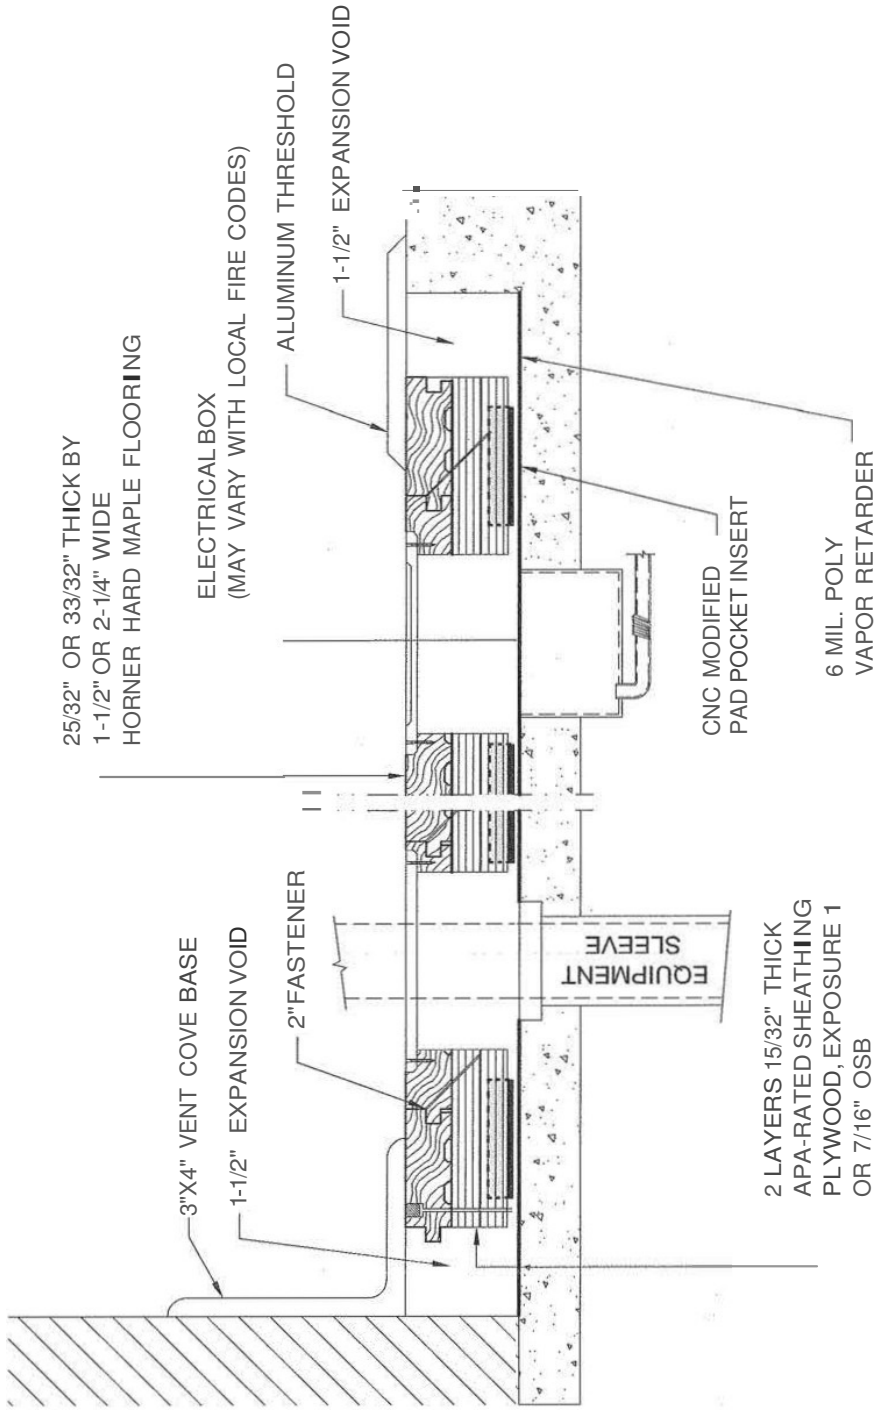 25/32" OR 33/32" THICK BY
1-1/2" OR 2-1/4" WIDE
HORNER HARD MAPLE FLOORING
3"X4" VENT COVE BASE
1-1/2" EXPANSION VOID
2"FASTENER
ELECTRICAL BOX
(MAY VARY WITH LOCAL FIRE CODES)
ALUMINUM THRESHOLD
1-1/2" EXPANSION VOID
EQUIPMENT
SLEEVE
2 LAYERS 15/32" THICK
APA-RATED SHEATHING
PLYWOOD, EXPOSURE 1
OR 7/16" OSB
CNC MODIFIED
PAD POCKET INSERT
6 MIL. POLY
VAPOR RETARDER